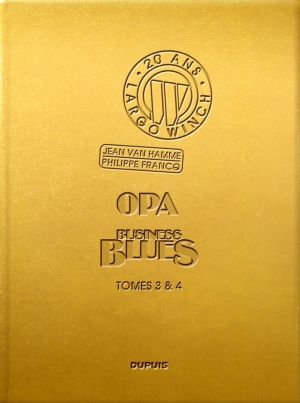 20 ANS
W
LARGO WINCH
JEAN VAN HAMME
PHILIPPE FRANCQ
OPA
BUSINESS
BLUES
TOMES 3 & 4
DUPUIS